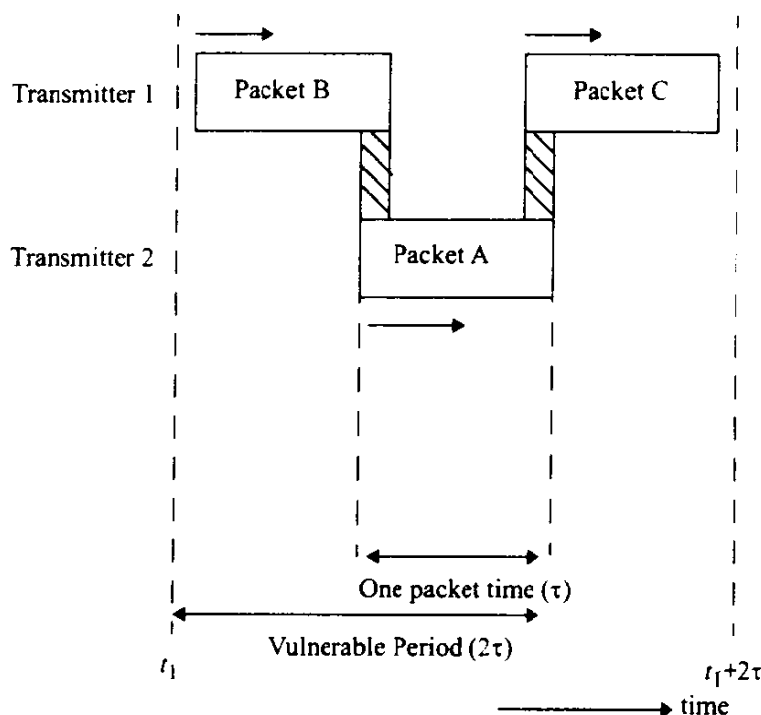 Transmitter 1
Packet B
Packet C
Transmitter 2
Packet A
One packet time (τ)
Vulnerable Period (2τ)
t1
t1+2τ
time